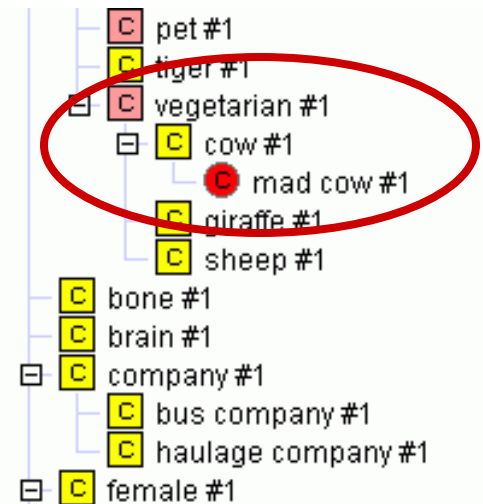 C pet #1
C tiger #1
C vegetarian #1
C cow #1
C mad cow #1
C giraffe #1
C sheep #1
C bone #1
C brain #1
C company #1
C bus company #1
C haulage company #1
C female #1